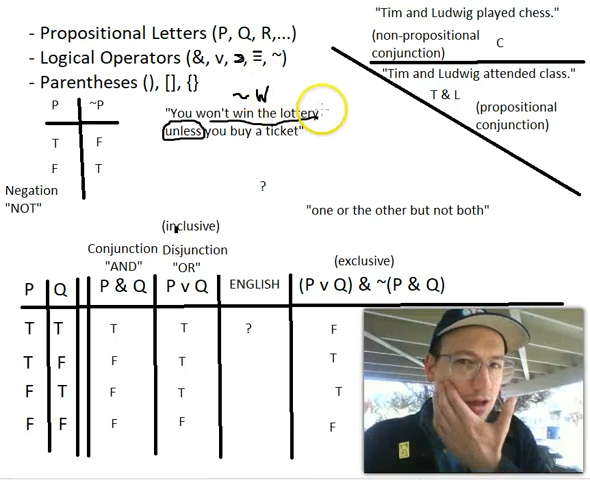 - Propositional Letters (P, Q, R,...)
- Logical Operators (&, v, ⊃, ≡, ~)
- Parentheses (), [], {}
"Tim and Ludwig played chess."
(non-propositional
conjunction)
C
"Tim and Ludwig attended class."
T & L
(propositional
conjunction)
P ~P
T F
F T
Negation
"NOT"
~ W
"You won't win the lottery
unless you buy a ticket"
?
"one or the other but not both"
(inclusive)
Conjunction Disjunction
"AND" "OR"
(exclusive)
P Q P & Q P v Q ENGLISH (P v Q) & ~(P & Q)
T T T T ? F
T F F T T
F T F T T
F F F F F